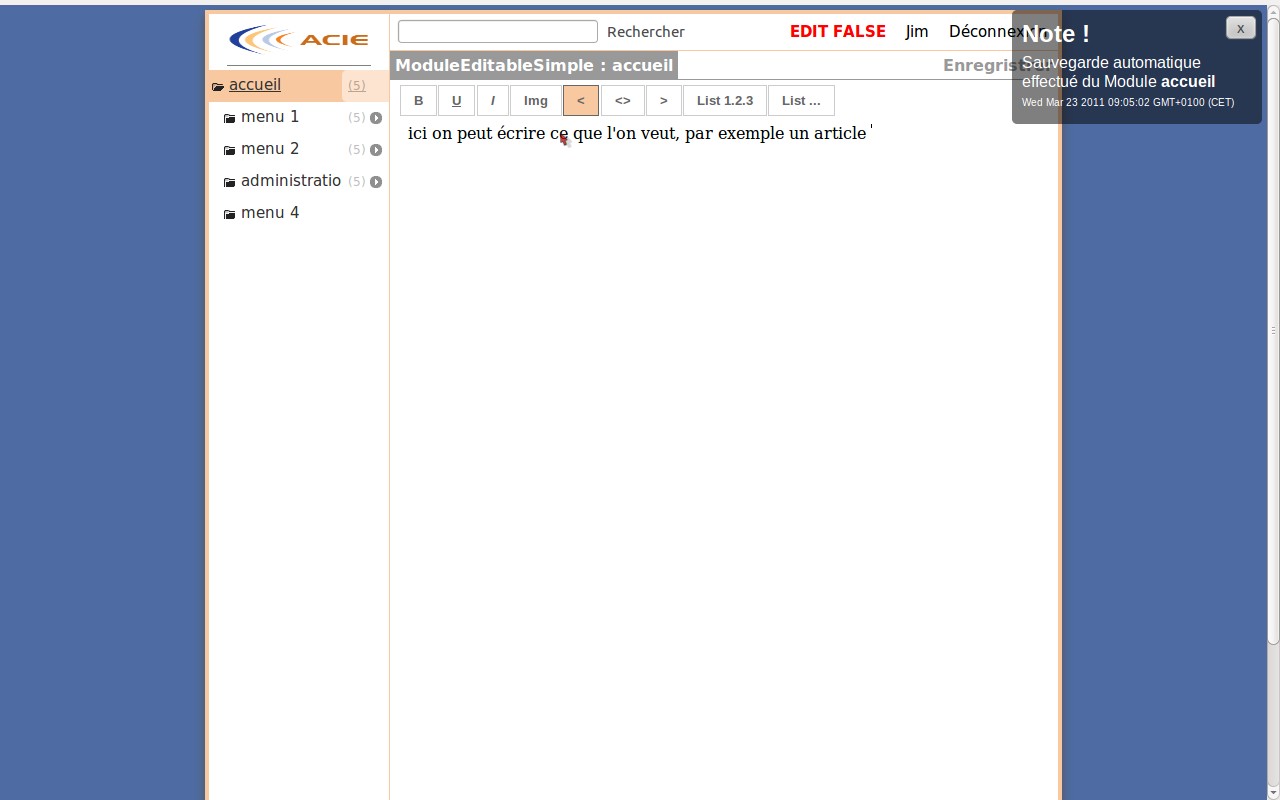 ACIE
Rechercher
EDIT FALSE
Jim
Note !
x
Sauvegarde automatique
effectué du Module accueil
Wed Mar 23 2011 09:05:02 GMT+0100 (CET)
ModuleEditableSimple : accueil
B
U
I
Img
<
<>
>
List 1.2.3
List ...
ici on peut écrire ce que l'on veut, par exemple un article '
accueil (5)
menu 1 (5)
menu 2 (5)
administratio (5)
menu 4